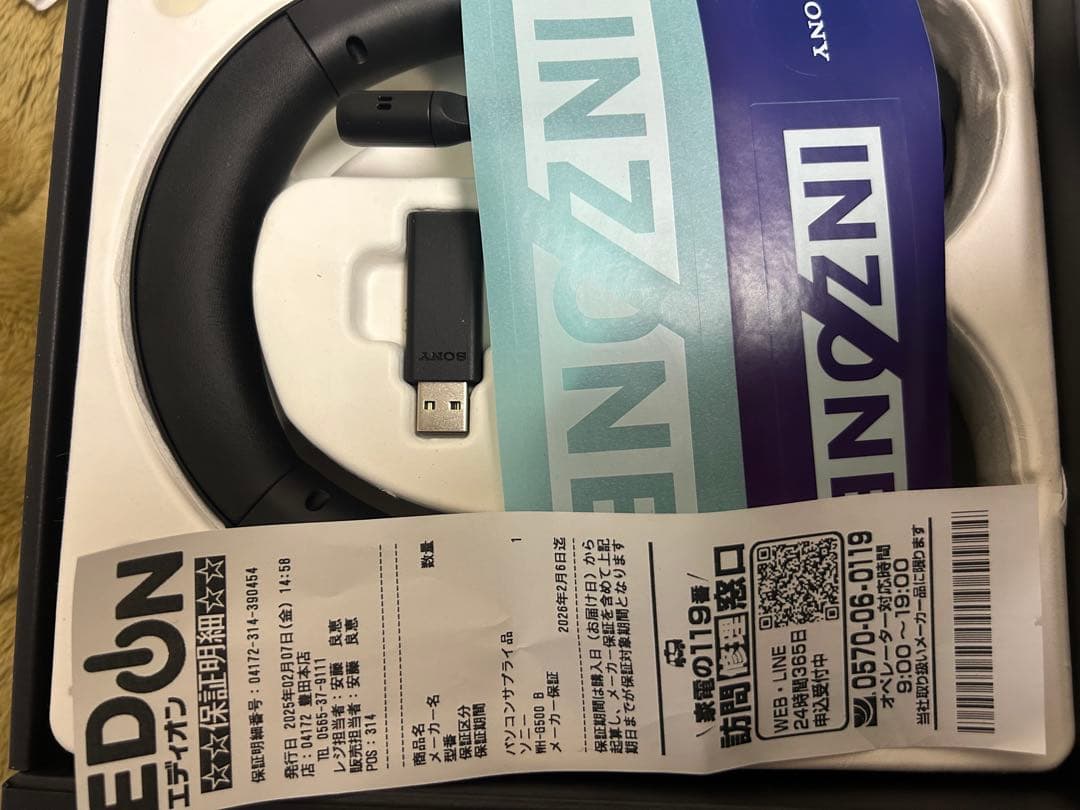 SONY
INZONE
SONY
INZONE
EDION
エディオン
☆☆☆保証明細☆☆☆
保証明細番号：04172-314-390454
発行日 2025年02月07日(金) 14:58
店：04172 豊田本店
TEL 0565-37-9111
レジ担当者：安藤 良恵
販売担当者：安藤 良恵
POS：314
商品名
メーカー名
型番 数量
保証区分
保証期間
パソコンサプライ品
ソニー
WH-G500 B 1
メーカー保証 2026年2月6日迄
保証期間は購入日（お届け日）から
起算し、メーカー保証を含めて上記
期日までが保証対象期間となります
\家電の119番/
訪問修理窓口
WEB・LINE
24時間365日
申込受付中
0570-06-0119
オペレーター対応時間
9:00～19:00
当社取り扱いメーカー品に限ります